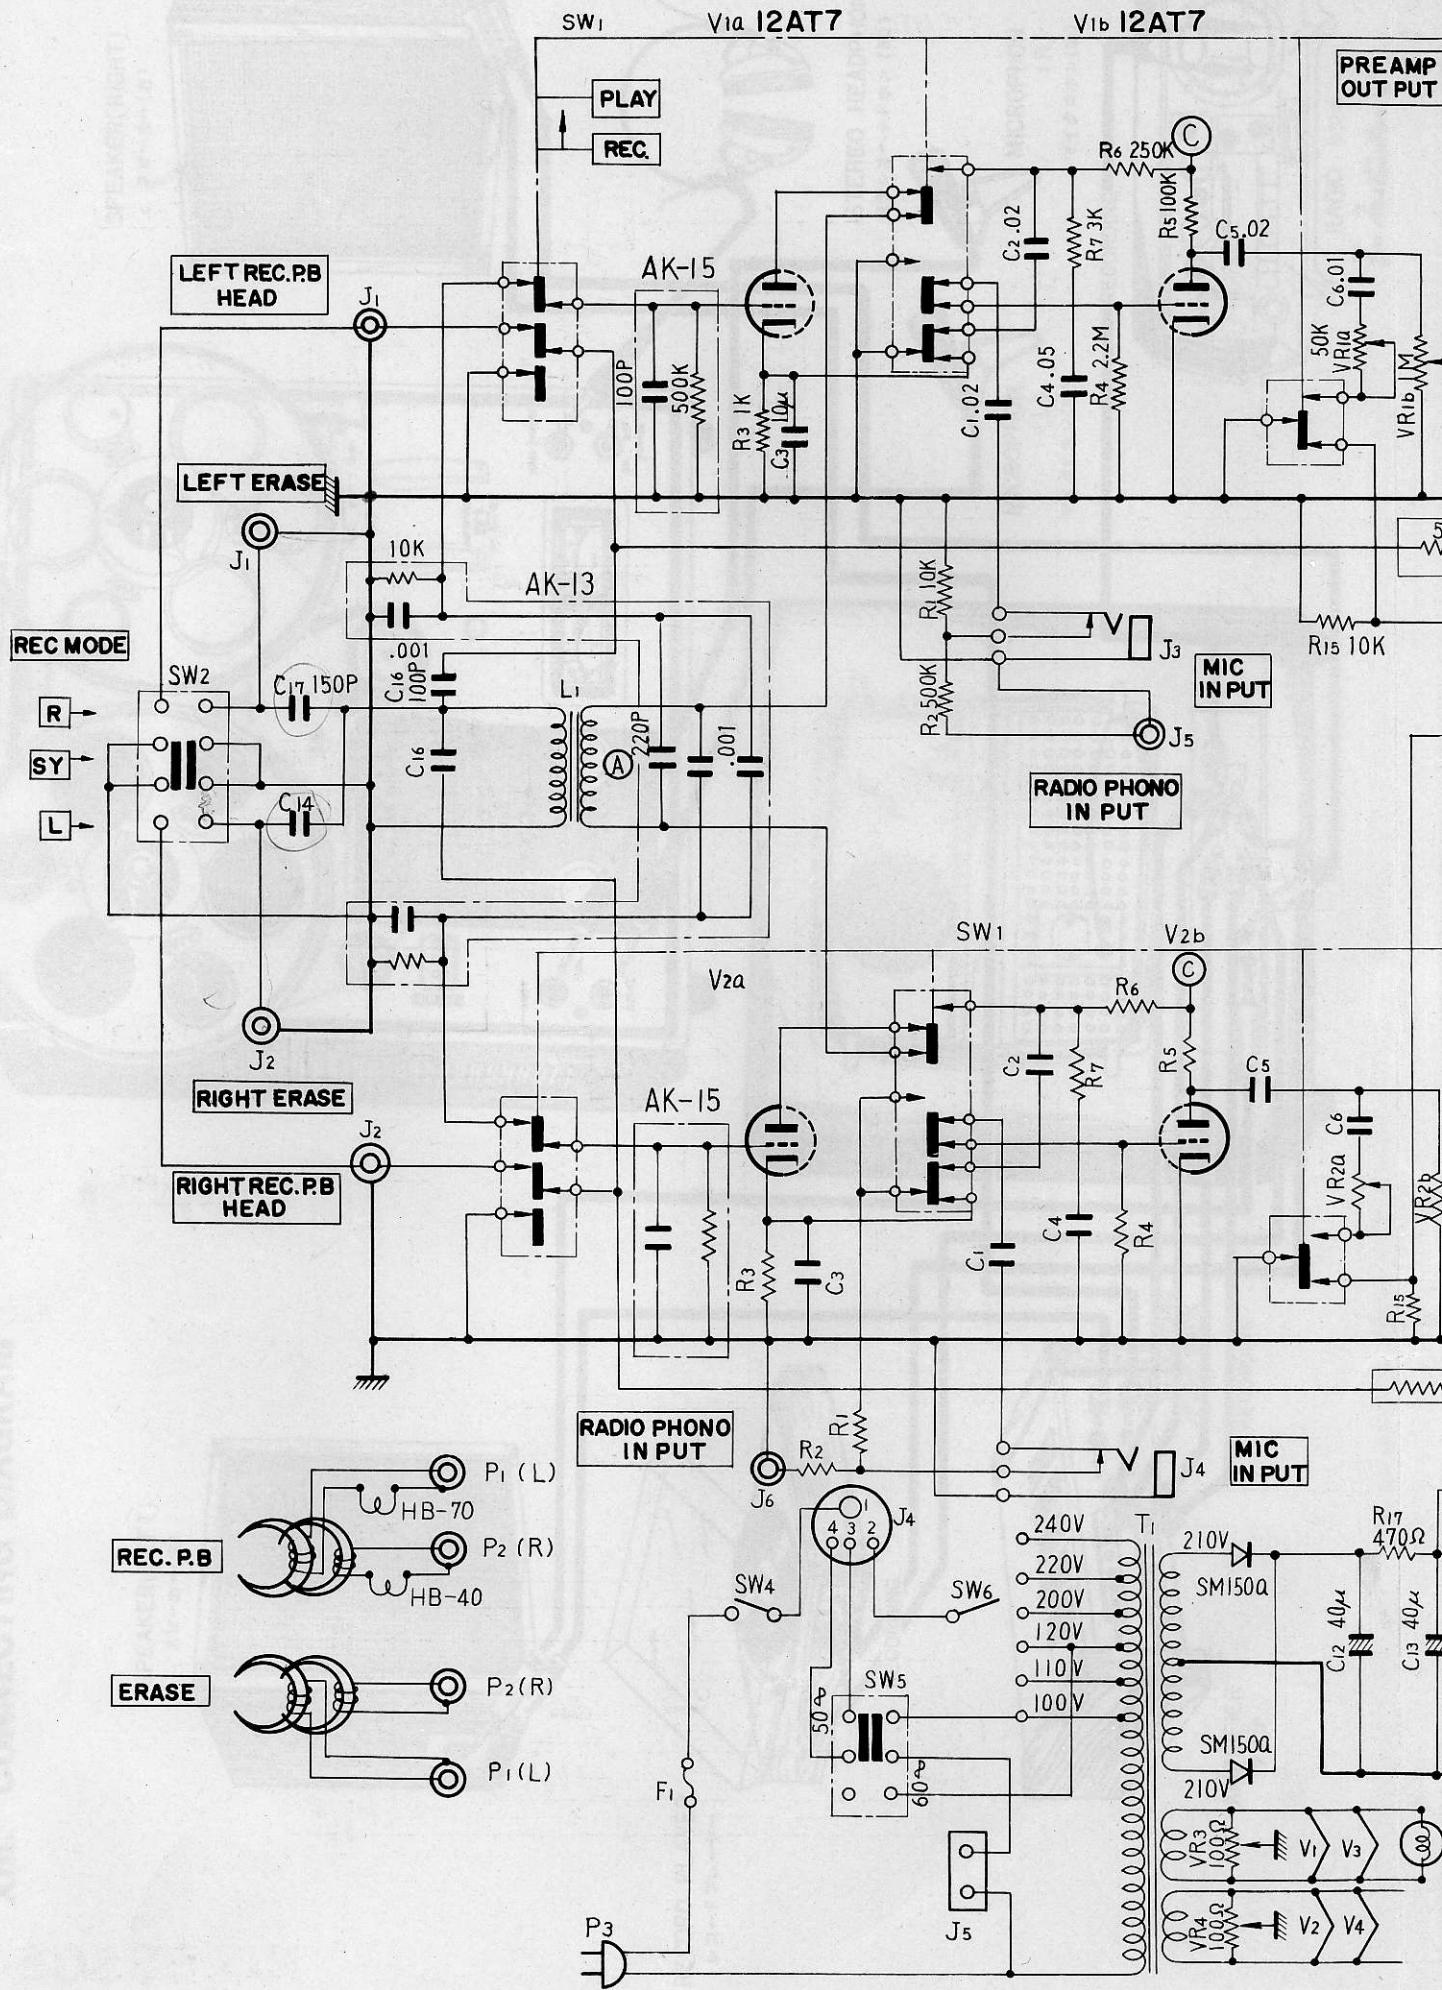 SW1
V1a 12AT7
V1b 12AT7
PREAMP
OUT PUT
PLAY
REC.
C
R6 250K
R5 100K
C5 .02
C2 .02
R7 3K
C6 .01
LEFT REC. P.B
HEAD
J1
AK-15
100P
500K
R3 1K
C3 10μ
C1 .02
C4 .05
R4 2.2M
50K
VR1a
VR1b 1M
LEFT ERASE
J1
10K
AK-13
.001
R1 10K
5
R15 10K
J3
MIC
IN PUT
REC MODE
SW2
C17 150P
C16
100P
L1
R
SY
L
C16
A
220P
.001
R2 500K
J5
RADIO PHONO
IN PUT
C14
SW1
V2b
V2a
C
R6
J2
RIGHT ERASE
C2
R7
R5
C5
AK-15
J2
RIGHT REC. P.B
HEAD
C6
VR2a
VR2b
R3
C3
C1
C4
R4
R15
RADIO PHONO
IN PUT
R1
R2
J6
MIC
IN PUT
J4
P1 (L)
HB-70
P2 (R)
HB-40
REC. P.B
1
4 3 2
J4
240V
T1
210V
R17
470Ω
220V
SM150a
SW4
SW6
200V
120V
C12 40μ
C13 40μ
110V
100V
ERASE
P2 (R)
P1 (L)
SW5
50∞
60∞
SM150a
210V
F1
VR3
100Ω
V1
V3
J5
VR4
100Ω
V2
V4
P3